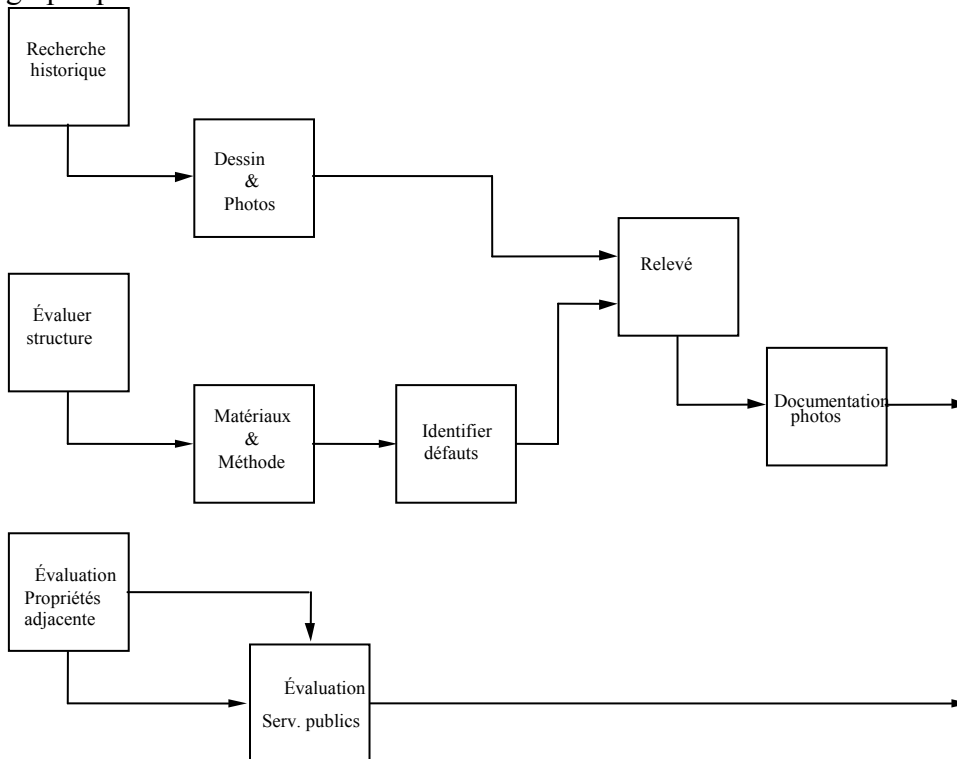 Recherche
historique
Dessin
&
Photos
Relevé
Évaluer
structure
Documentation
photos
Matériaux
&
Méthode
Identifier
défauts
Évaluation
Propriétés
adjacente
Évaluation
Serv. publics